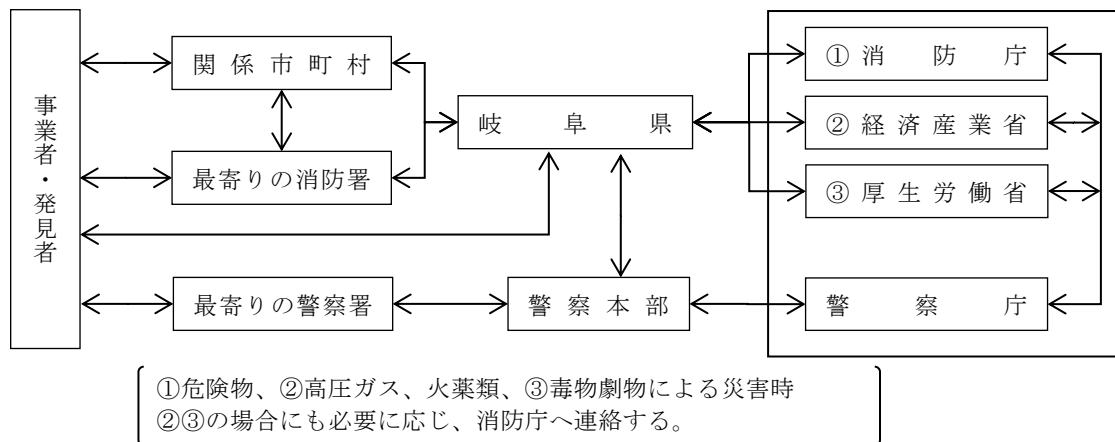 事業者・発見者
関係市町村
最寄りの消防署
最寄りの警察署
岐阜県
警察本部
①消防庁
②経済産業省
③厚生労働省
警察庁
①危険物、②高圧ガス、火薬類、③毒物劇物による災害時
②③の場合にも必要に応じ、消防庁へ連絡する。